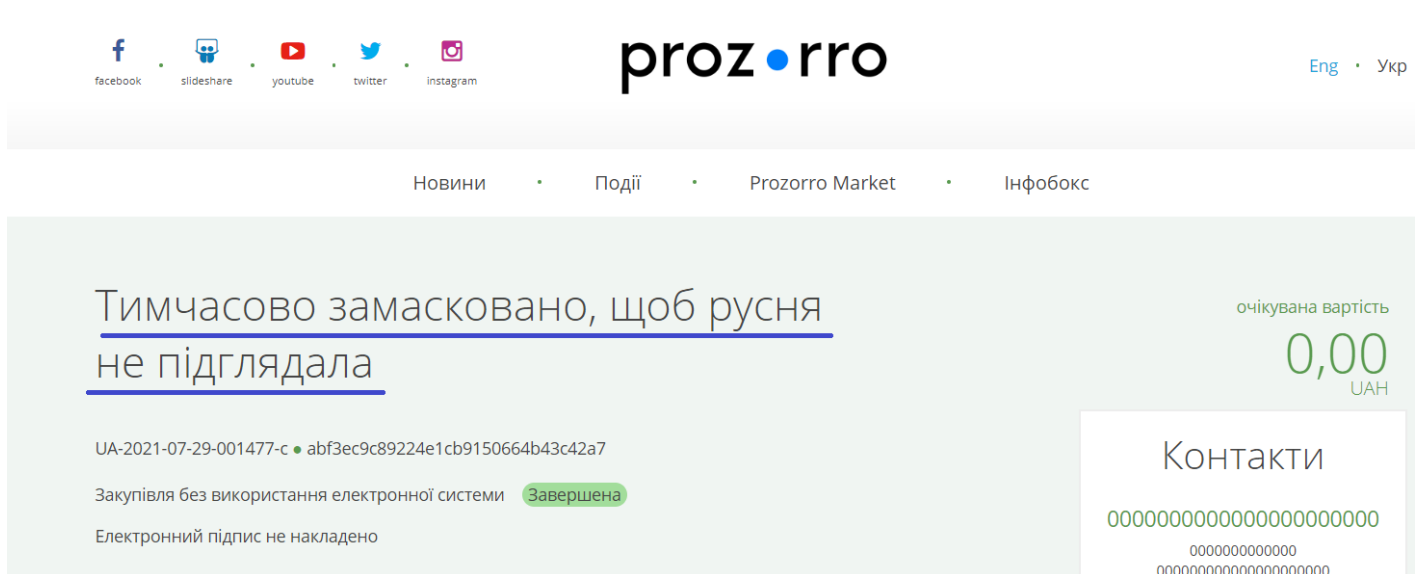 facebook · slideshare · youtube · twitter · instagram
prozorro
Eng · Укр
Новини · Події · Prozorro Market · Інфобокс
Тимчасово замасковано, щоб русня
не підглядала
очікувана вартість
0,00
UAH
UA-2021-07-29-001477-c ● abf3ec9c89224e1cb9150664b43c42a7
Закупівля без використання електронної системи Завершена
Електронний підпис не накладено
Контакти
0000000000000000000000
0000000000000
000000000000000000000